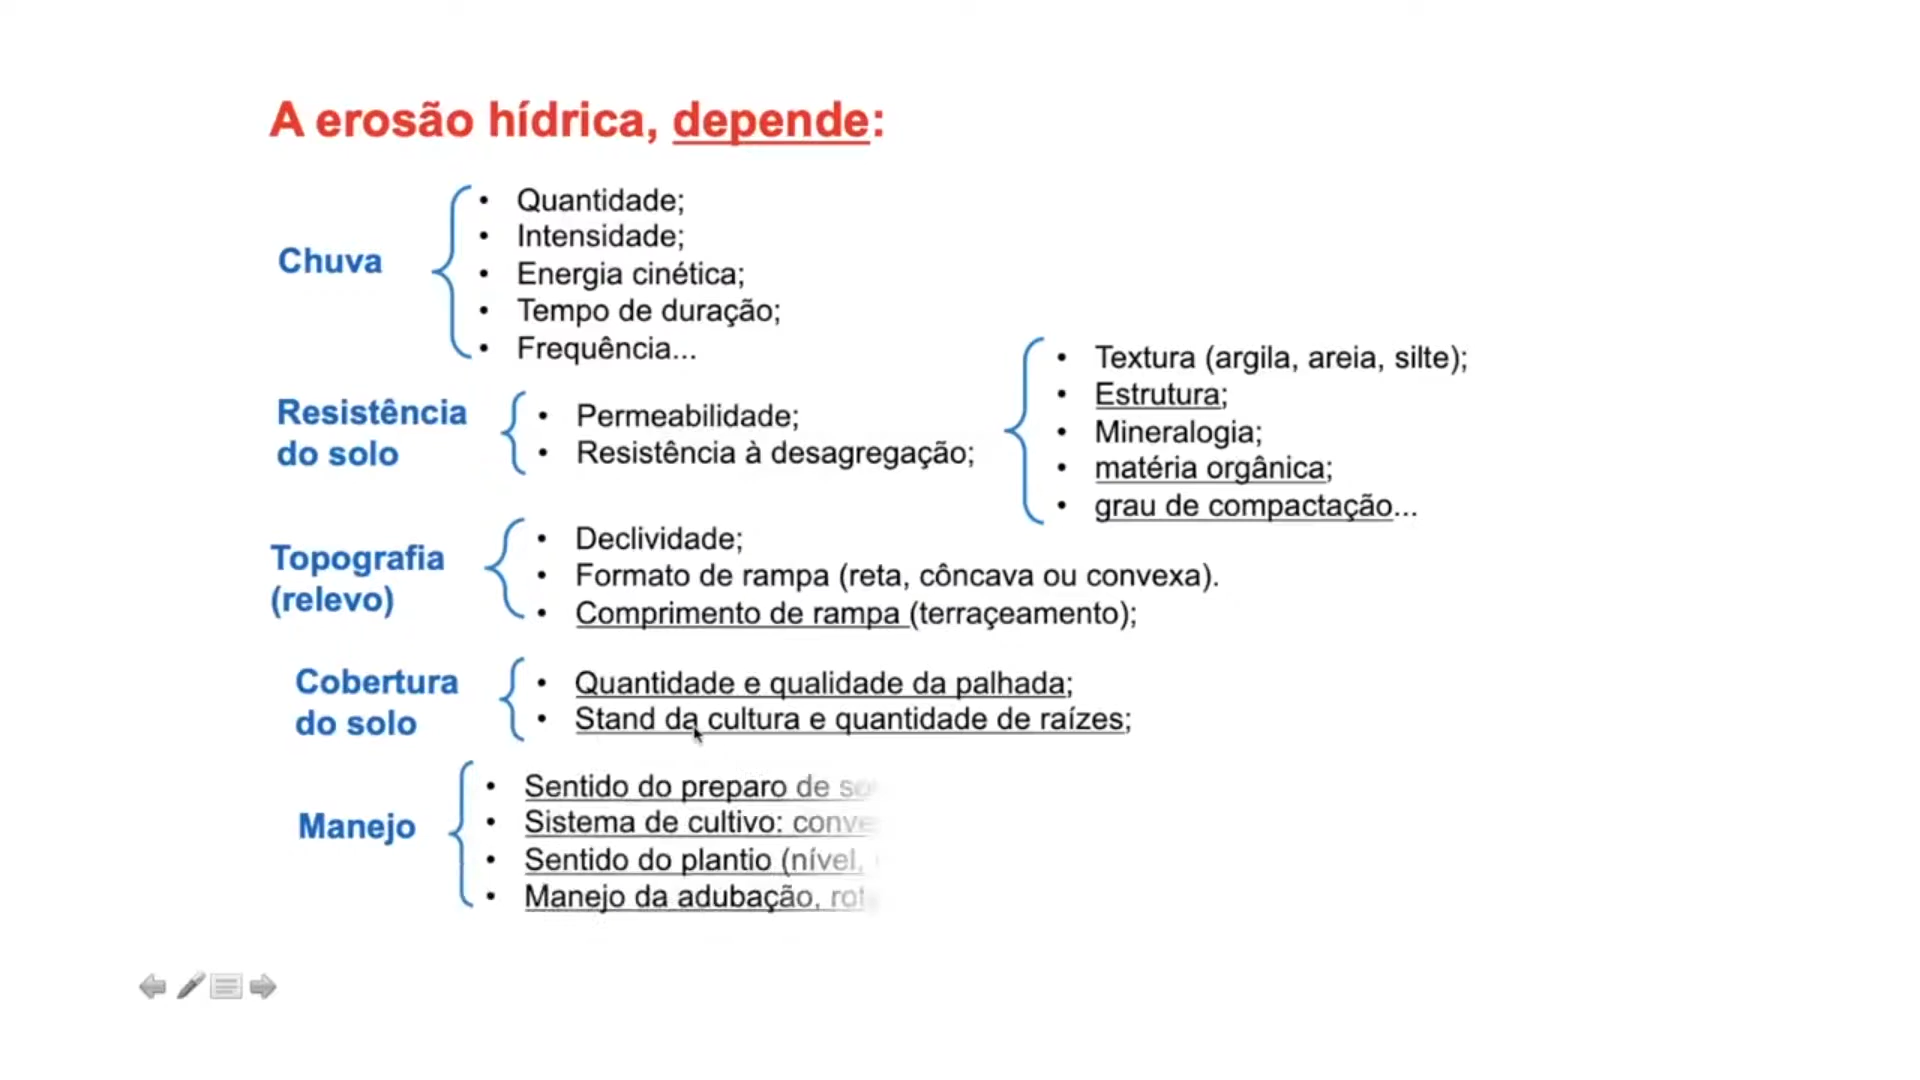 A erosão hídrica, depende:
Chuva
• Quantidade;
• Intensidade;
• Energia cinética;
• Tempo de duração;
• Frequência...
Resistência
do solo
• Permeabilidade;
• Resistência à desagregação;
• Textura (argila, areia, silte);
• Estrutura;
• Mineralogia;
• matéria orgânica;
• grau de compactação...
Topografia
(relevo)
• Declividade;
• Formato de rampa (reta, côncava ou convexa).
• Comprimento de rampa (terraçeamento);
Cobertura
do solo
• Quantidade e qualidade da palhada;
• Stand da cultura e quantidade de raízes;
Manejo
• Sentido do preparo de
• Sistema de cultivo:
• Sentido do plantio (nível,
• Manejo da adubação,